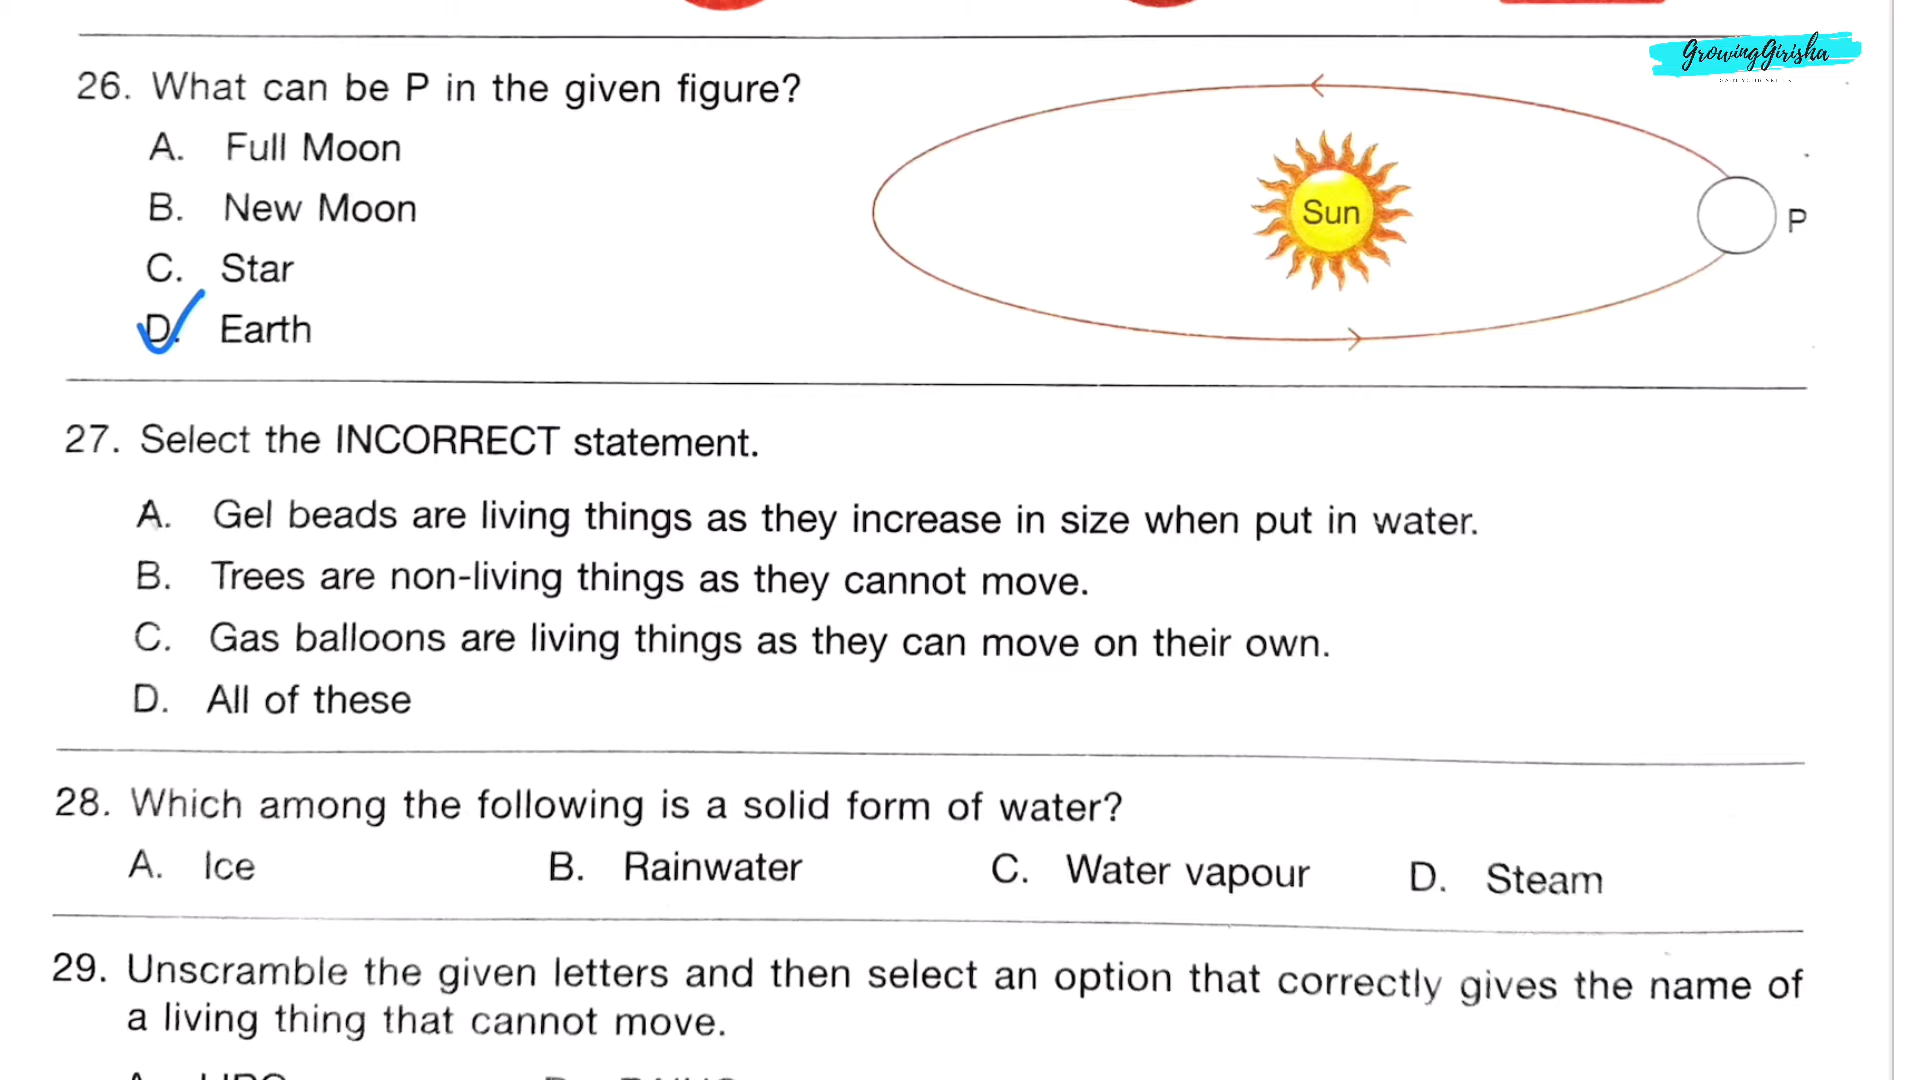 GrowingGirisha
26. What can be P in the given figure?
A. Full Moon
B. New Moon
C. Star
D. Earth
Sun
P
27. Select the INCORRECT statement.
A. Gel beads are living things as they increase in size when put in water.
B. Trees are non-living things as they cannot move.
C. Gas balloons are living things as they can move on their own.
D. All of these
28. Which among the following is a solid form of water?
A. Ice B. Rainwater C. Water vapour D. Steam
29. Unscramble the given letters and then select an option that correctly gives the name of
a living thing that cannot move.